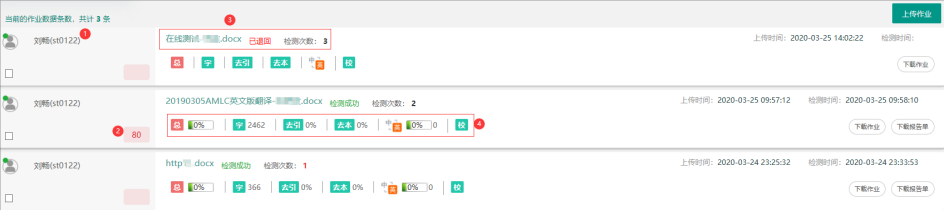 当前的作业数据条数，共计 3 条
上传作业
刘畅(st0122) 1
3
在线测试-.docx 已退回 检测次数： 3
上传时间： 2020-03-25 14:02:22 检测时间：
总 字 去引 去本 中 英 校
下载作业
刘畅(st0122)
20190305AMLC英文版翻译-.docx 检测成功 检测次数： 2
上传时间： 2020-03-25 09:57:12 检测时间： 2020-03-25 09:58:10
2 80
总 0% 字 2462 去引 0% 去本 0% 中 英 0% 0 校 4
下载作业 下载报告单
刘畅(st0122)
http.docx 检测成功 检测次数： 1
上传时间： 2020-03-24 23:25:32 检测时间： 2020-03-24 23:33:53
总 0% 字 366 去引 0% 去本 0% 中 英 0% 0 校
下载作业 下载报告单